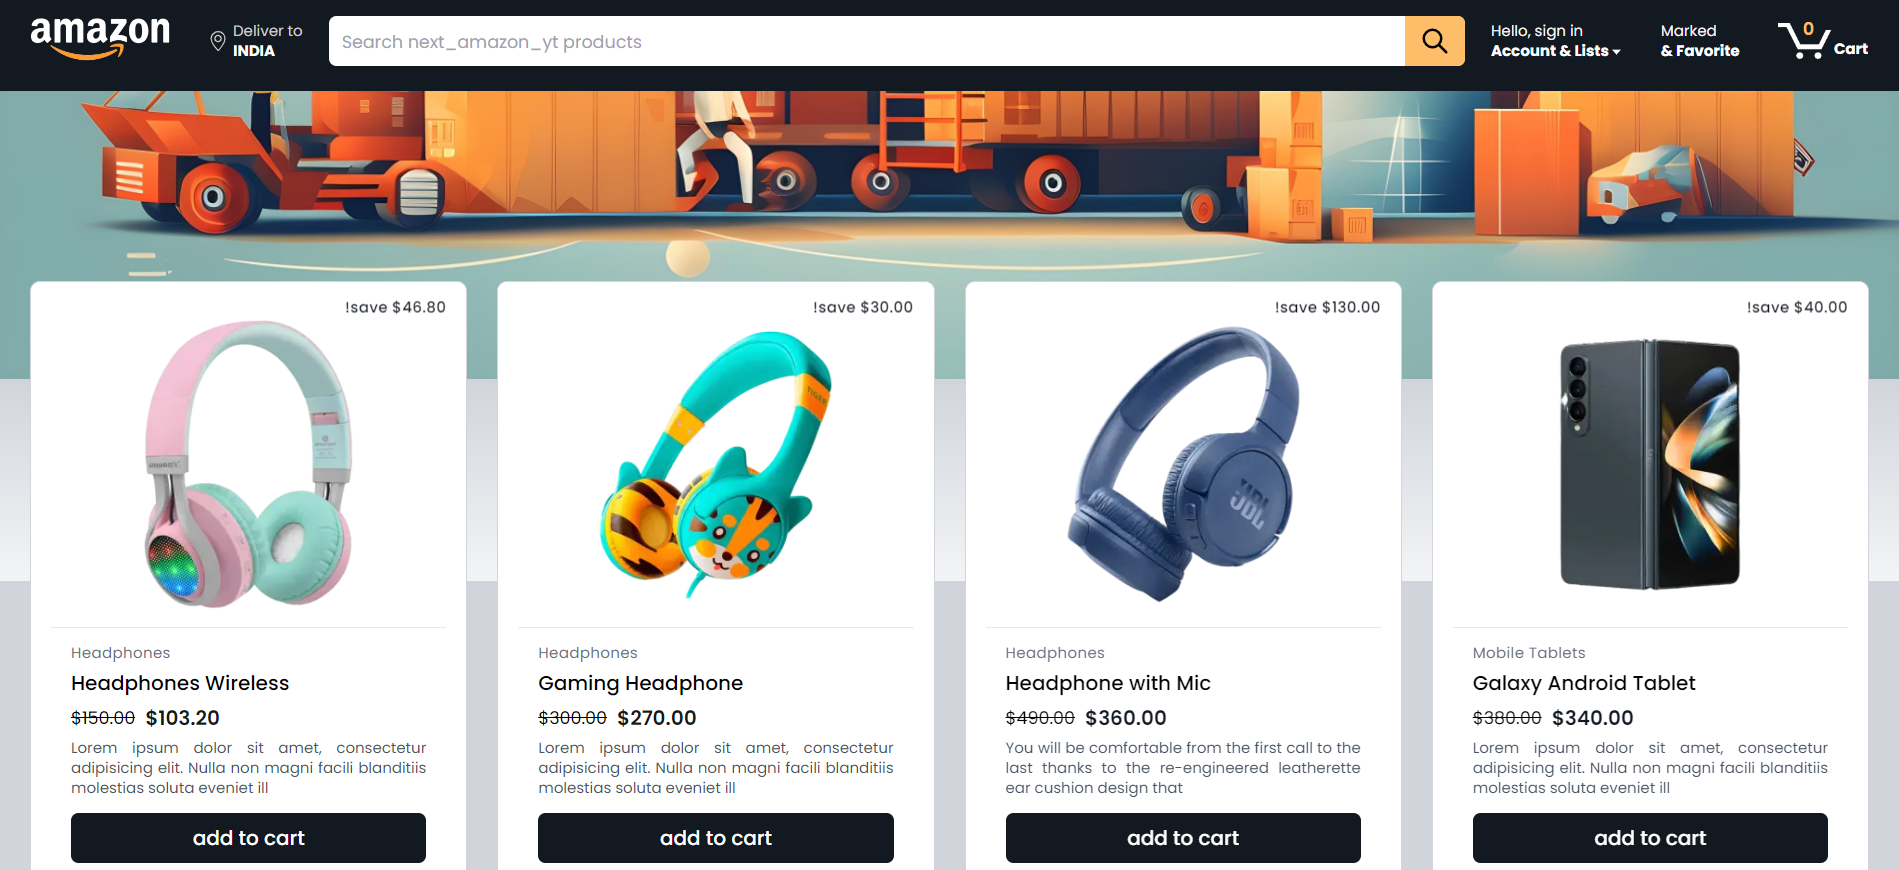 amazon
Deliver to
INDIA
Search next_amazon_yt products
Hello, sign in
Account & Lists
Marked
& Favorite
0
Cart
!save $46.80
Headphones
Headphones Wireless
$150.00 $103.20
Lorem ipsum dolor sit amet, consectetur
adipisicing elit. Nulla non magni facili blanditiis
molestias soluta eveniet ill
add to cart
!save $30.00
TIGER
Headphones
Gaming Headphone
$300.00 $270.00
Lorem ipsum dolor sit amet, consectetur
adipisicing elit. Nulla non magni facili blanditiis
molestias soluta eveniet ill
add to cart
!save $130.00
JBL
Headphones
Headphone with Mic
$490.00 $360.00
You will be comfortable from the first call to the
last thanks to the re-engineered leatherette
ear cushion design that
add to cart
!save $40.00
Mobile Tablets
Galaxy Android Tablet
$380.00 $340.00
Lorem ipsum dolor sit amet, consectetur
adipisicing elit. Nulla non magni facili blanditiis
molestias soluta eveniet ill
add to cart